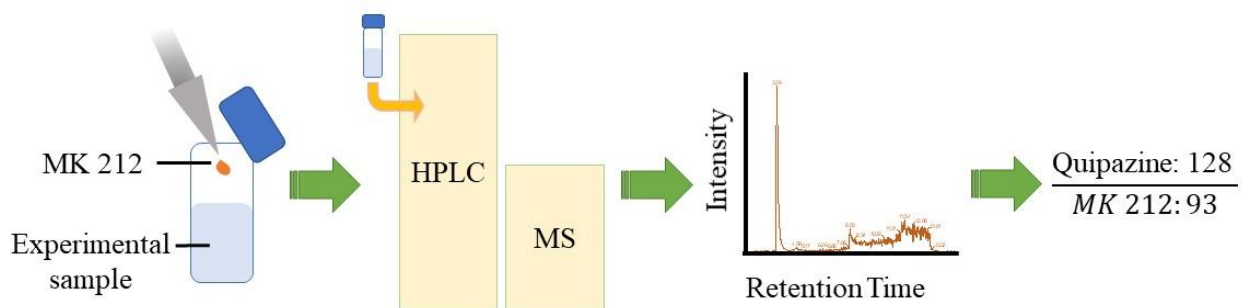 MK 212
Experimental
sample
HPLC
MS
Intensity
Retention Time
Quipazine: 128
MK 212: 93